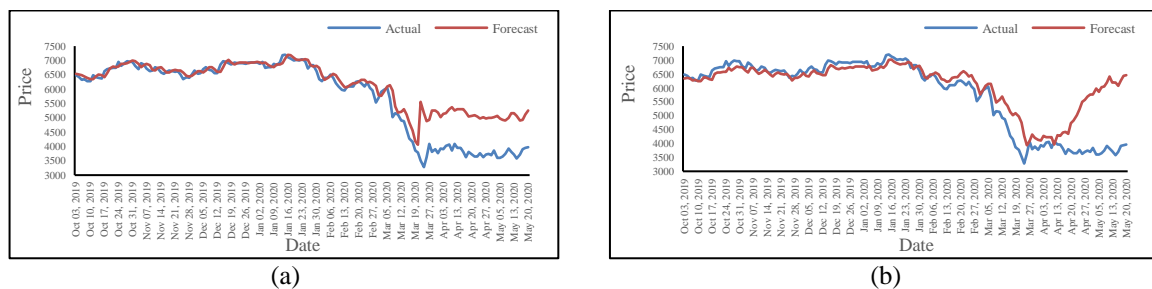 Actual Forecast
Price
7500
7000
6500
6000
5500
5000
4500
4000
3500
3000
Oct 03, 2019
Oct 10, 2019
Oct 17, 2019
Oct 24, 2019
Oct 31, 2019
Nov 07, 2019
Nov 14, 2019
Nov 21, 2019
Nov 28, 2019
Dec 05, 2019
Dec 12, 2019
Dec 19, 2019
Dec 26, 2019
Jan 02, 2020
Jan 09, 2020
Jan 16, 2020
Jan 23, 2020
Jan 30, 2020
Feb 06, 2020
Feb 13, 2020
Feb 20, 2020
Feb 27, 2020
Mar 05, 2020
Mar 12, 2020
Mar 19, 2020
Mar 27, 2020
Apr 03, 2020
Apr 13, 2020
Apr 20, 2020
Apr 27, 2020
May 05, 2020
May 13, 2020
May 20, 2020
Date
(a)
Actual Forecast
Price
7500
7000
6500
6000
5500
5000
4500
4000
3500
3000
Oct 03, 2019
Oct 10, 2019
Oct 17, 2019
Oct 24, 2019
Oct 31, 2019
Nov 07, 2019
Nov 14, 2019
Nov 21, 2019
Nov 28, 2019
Dec 05, 2019
Dec 12, 2019
Dec 19, 2019
Dec 26, 2019
Jan 02, 2020
Jan 09, 2020
Jan 16, 2020
Jan 23, 2020
Jan 30, 2020
Feb 06, 2020
Feb 13, 2020
Feb 20, 2020
Feb 27, 2020
Mar 05, 2020
Mar 12, 2020
Mar 19, 2020
Mar 27, 2020
Apr 03, 2020
Apr 13, 2020
Apr 20, 2020
Apr 27, 2020
May 05, 2020
May 13, 2020
May 20, 2020
Date
(b)